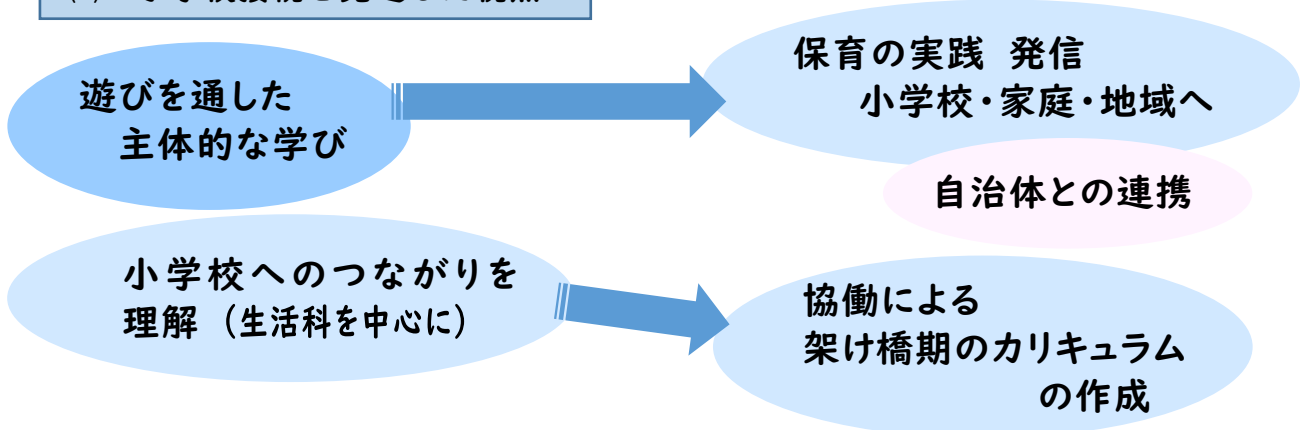 遊びを通した
主体的な学び
保育の実践 発信
小学校・家庭・地域へ
自治体との連携
小学校へのつながりを
理解（生活科を中心に）
協働による
架け橋期のカリキュラム
の作成